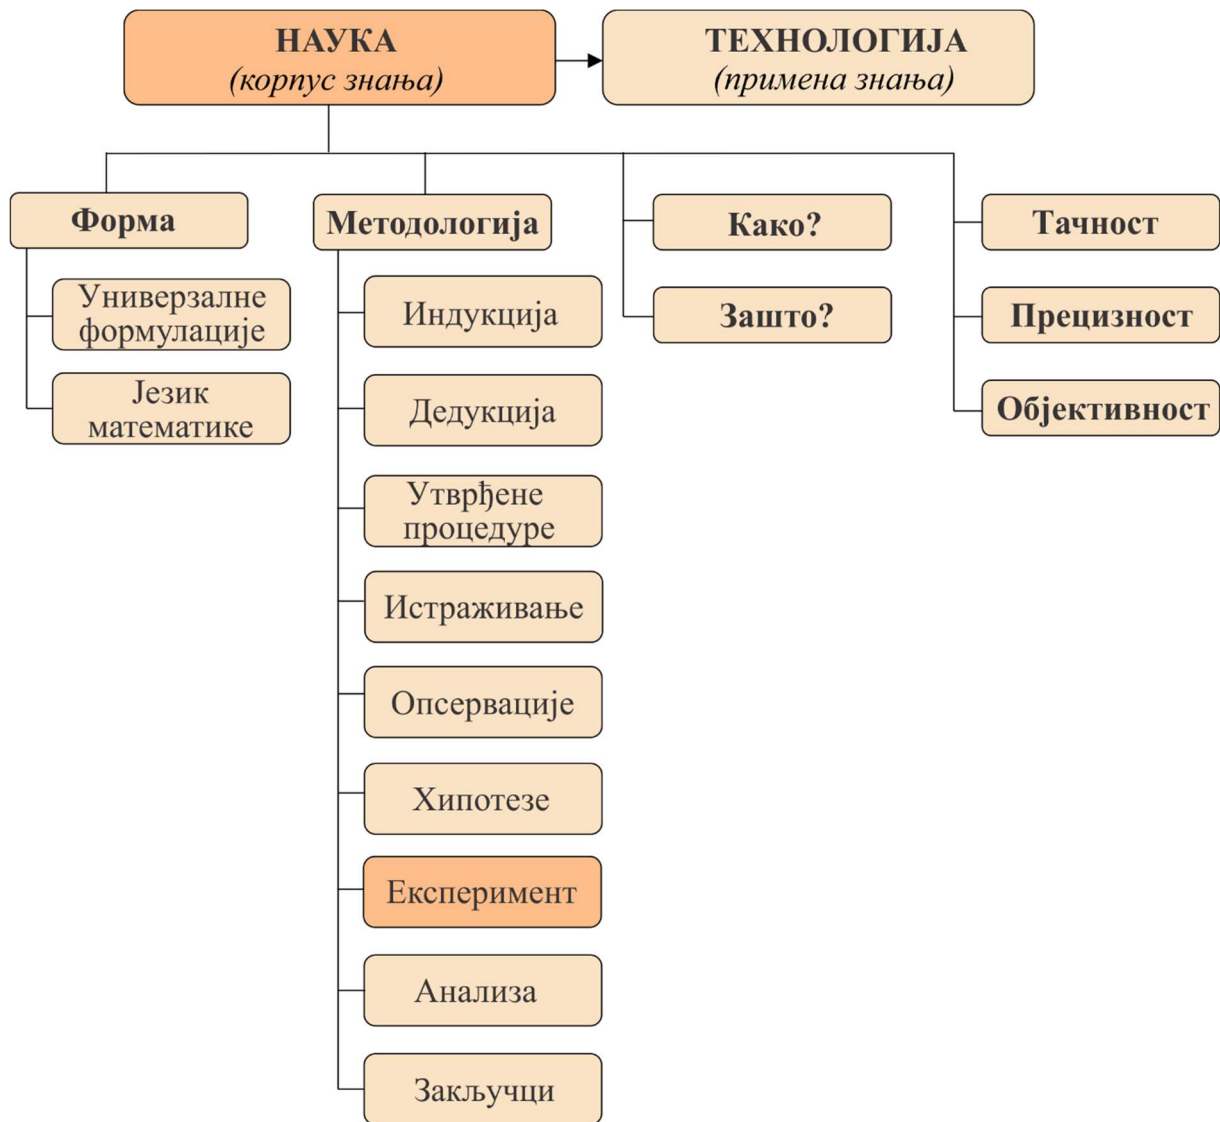 НАУКА
(корпус знања)
ТЕХНОЛОГИЈА
(примена знања)
Форма
Универзалне
формулације
Језик
математике
Методологија
Индукција
Дедукција
Утврђене
процедуре
Истраживање
Опсервације
Хипотезе
Експеримент
Анализа
Закључци
Како?
Зашто?
Тачност
Прецизност
Објективност